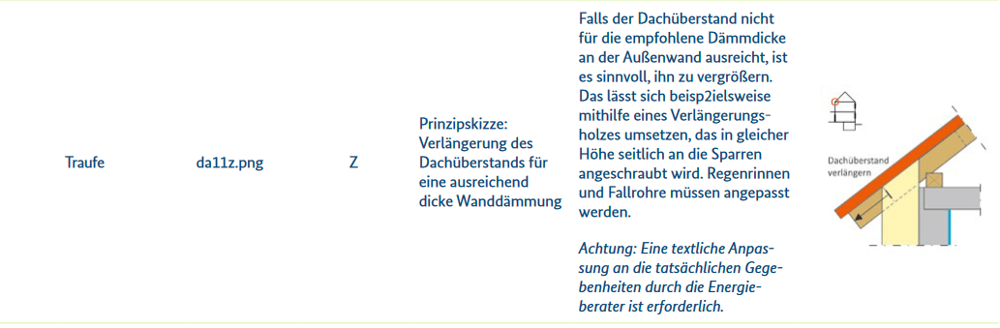 Traufe
da11z.png
Z
Prinzipskizze:
Verlängerung des
Dachüberstands für
eine ausreichend
dicke Wanddämmung
Falls der Dachüberstand nicht
für die empfohlene Dämmdicke
an der Außenwand ausreicht, ist
es sinnvoll, ihn zu vergrößern.
Das lässt sich beisp2ielsweise
mithilfe eines Verlängerungs-
holzes umsetzen, das in gleicher
Höhe seitlich an die Sparren
angeschraubt wird. Regenrinnen
und Fallrohre müssen angepasst
werden.
Achtung: Eine textliche Anpas-
sung an die tatsächlichen Gege-
benheiten durch die Energie-
berater ist erforderlich.
Dachüberstand
verlängern